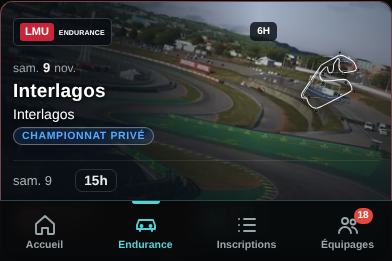 LMU ENDURANCE
6H
sam. 9 nov.
Interlagos
Interlagos
CHAMPIONNAT PRIVÉ
sam. 9 15h
18
Accueil Endurance Inscriptions Équipages